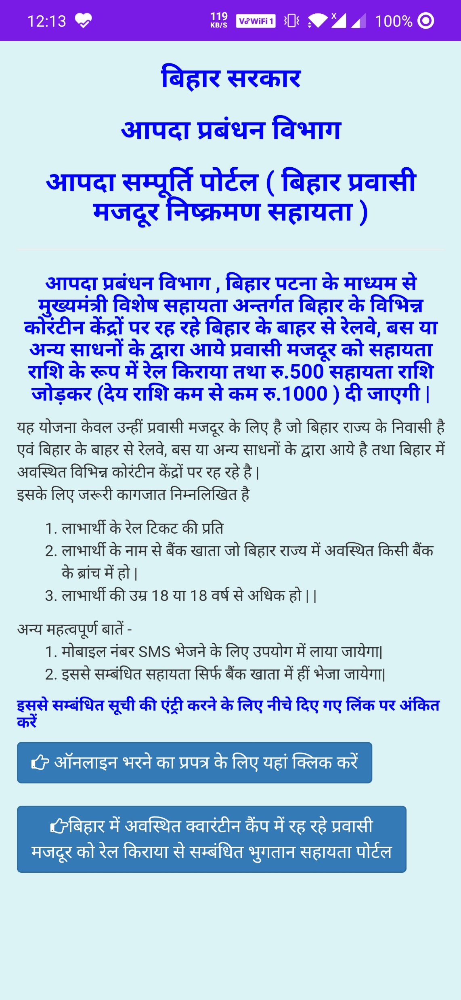 12:13
119
KB/S
VoWiFi 1
X
100%
बिहार सरकार
आपदा प्रबंधन विभाग
आपदा सम्पूर्ति पोर्टल ( बिहार प्रवासी
मजदूर निष्क्रमण सहायता )
आपदा प्रबंधन विभाग , बिहार पटना के माध्यम से
मुख्यमंत्री विशेष सहायता अन्तर्गत बिहार के विभिन्न
कोरंटीन केंद्रों पर रह रहे बिहार के बाहर से रेलवे, बस या
अन्य साधनों के द्वारा आये प्रवासी मजदूर को सहायता
राशि के रूप में रेल किराया तथा रु.500 सहायता राशि
जोड़कर (देय राशि कम से कम रु.1000 ) दी जाएगी |
यह योजना केवल उन्हीं प्रवासी मजदूर के लिए है जो बिहार राज्य के निवासी है
एवं बिहार के बाहर से रेलवे, बस या अन्य साधनों के द्वारा आये है तथा बिहार में
अवस्थित विभिन्न कोरंटीन केंद्रों पर रह रहे है |
इसके लिए जरूरी कागजात निम्नलिखित है
1. लाभार्थी के रेल टिकट की प्रति
2. लाभार्थी के नाम से बैंक खाता जो बिहार राज्य में अवस्थित किसी बैंक
के ब्रांच में हो |
3. लाभार्थी की उम्र 18 या 18 वर्ष से अधिक हो | |
अन्य महत्वपूर्ण बातें -
1. मोबाइल नंबर SMS भेजने के लिए उपयोग में लाया जायेगा|
2. इससे सम्बंधित सहायता सिर्फ बैंक खाता में हीं भेजा जायेगा|
इससे सम्बंधित सूची की एंट्री करने के लिए नीचे दिए गए लिंक पर अंकित
करें
ऑनलाइन भरने का प्रपत्र के लिए यहां क्लिक करें
बिहार में अवस्थित क्वारंटीन कैंप में रह रहे प्रवासी
मजदूर को रेल किराया से सम्बंधित भुगतान सहायता पोर्टल